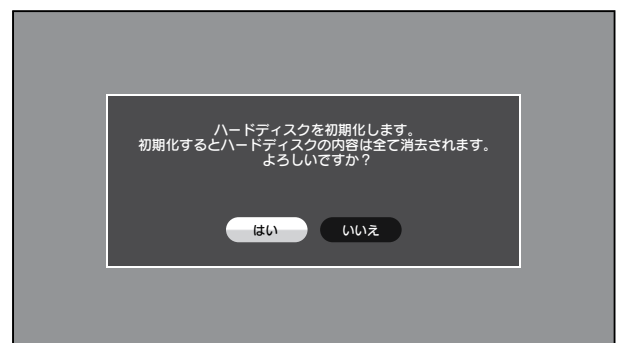 ハードディスクを初期化します。
初期化するとハードディスクの内容は全て消去されます。
よろしいですか？
はい
いいえ